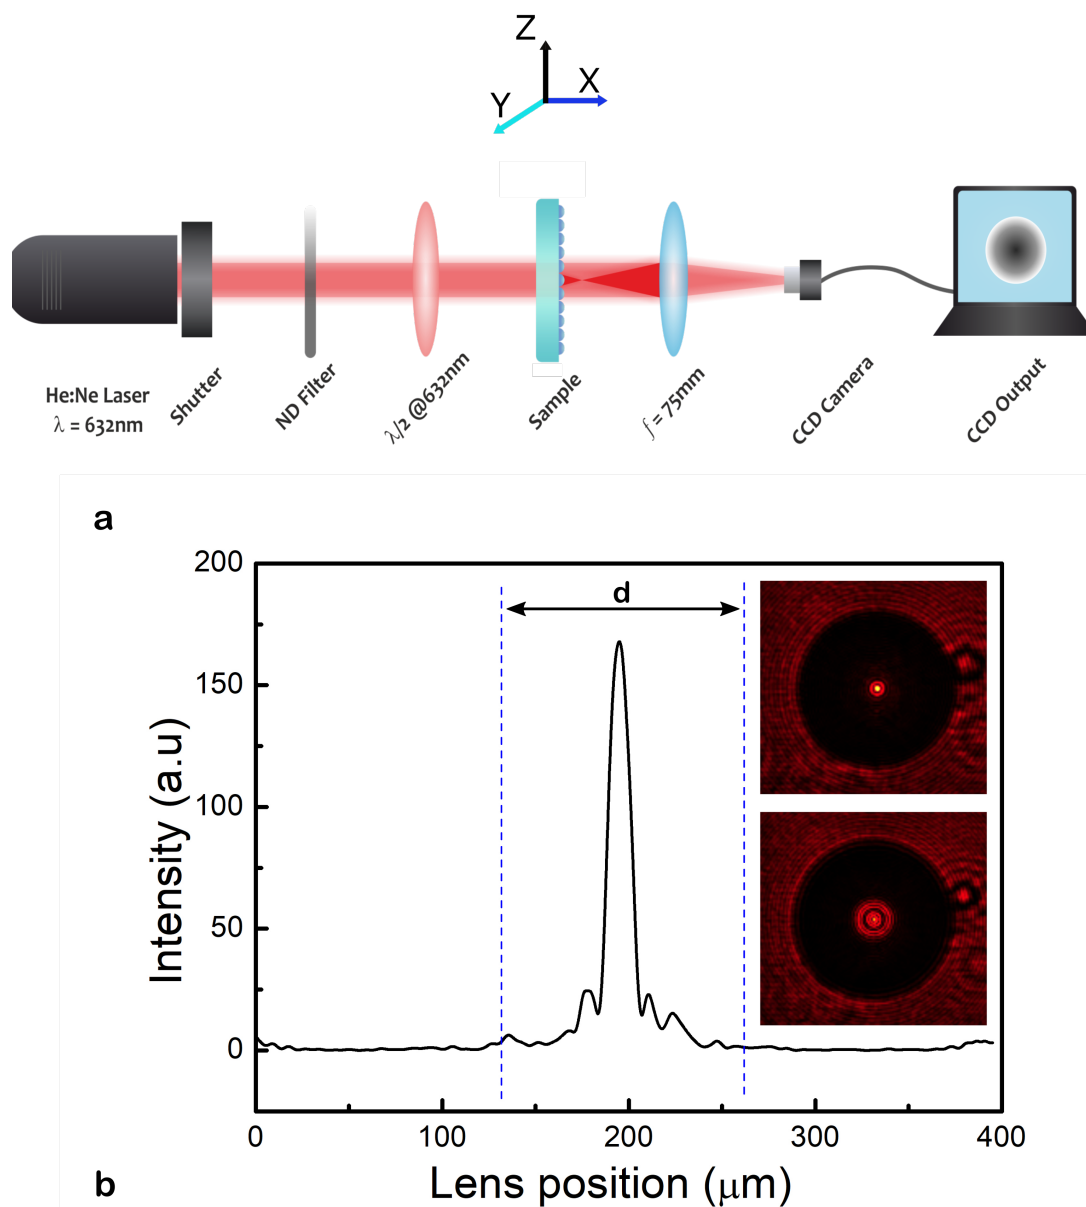 Z
X
Y
He:Ne Laser
λ = 632nm
Shutter
ND Filter
λ/2 @632nm
Sample
f = 75mm
CCD Camera
CCD Output
a
200
150
100
50
0
Intensity (a.u)
d
0
100
200
300
400
Lens position (μm)
b